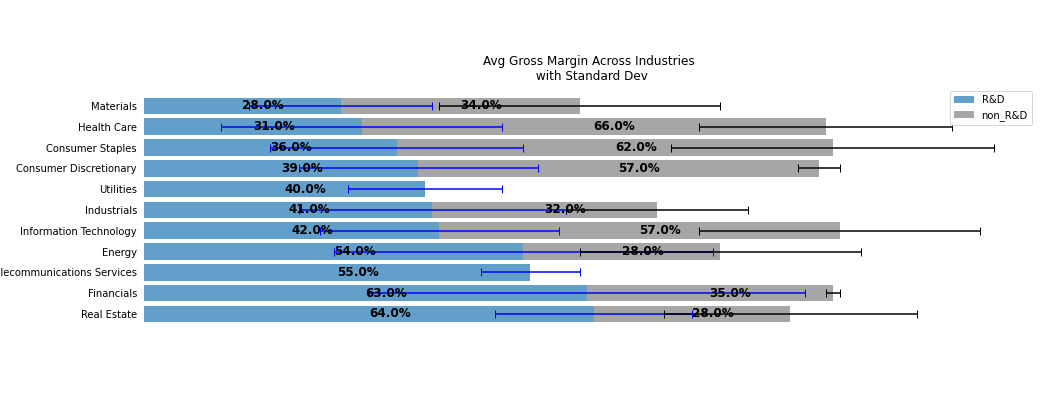 Avg Gross Margin Across Industries
with Standard Dev
R&D
non_R&D
Materials 28.0% 34.0%
Health Care 31.0% 66.0%
Consumer Staples 36.0% 62.0%
Consumer Discretionary 39.0% 57.0%
Utilities 40.0%
Industrials 41.0% 32.0%
Information Technology 42.0% 57.0%
Energy 54.0% 28.0%
lecommunications Services 55.0%
Financials 63.0% 35.0%
Real Estate 64.0% 28.0%